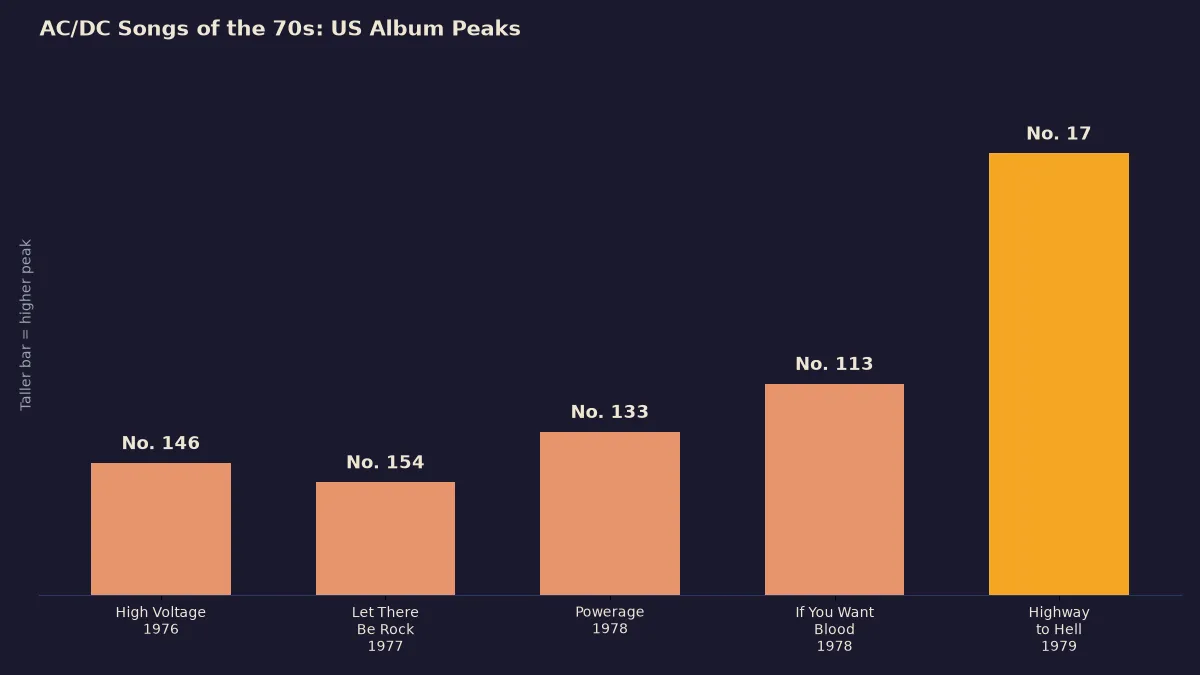 AC/DC Songs of the 70s: US Album Peaks
Taller bar = higher peak
No. 146
No. 154
No. 133
No. 113
No. 17
High Voltage
1976
Let There
Be Rock
1977
Powerage
1978
If You Want
Blood
1978
Highway
to Hell
1979